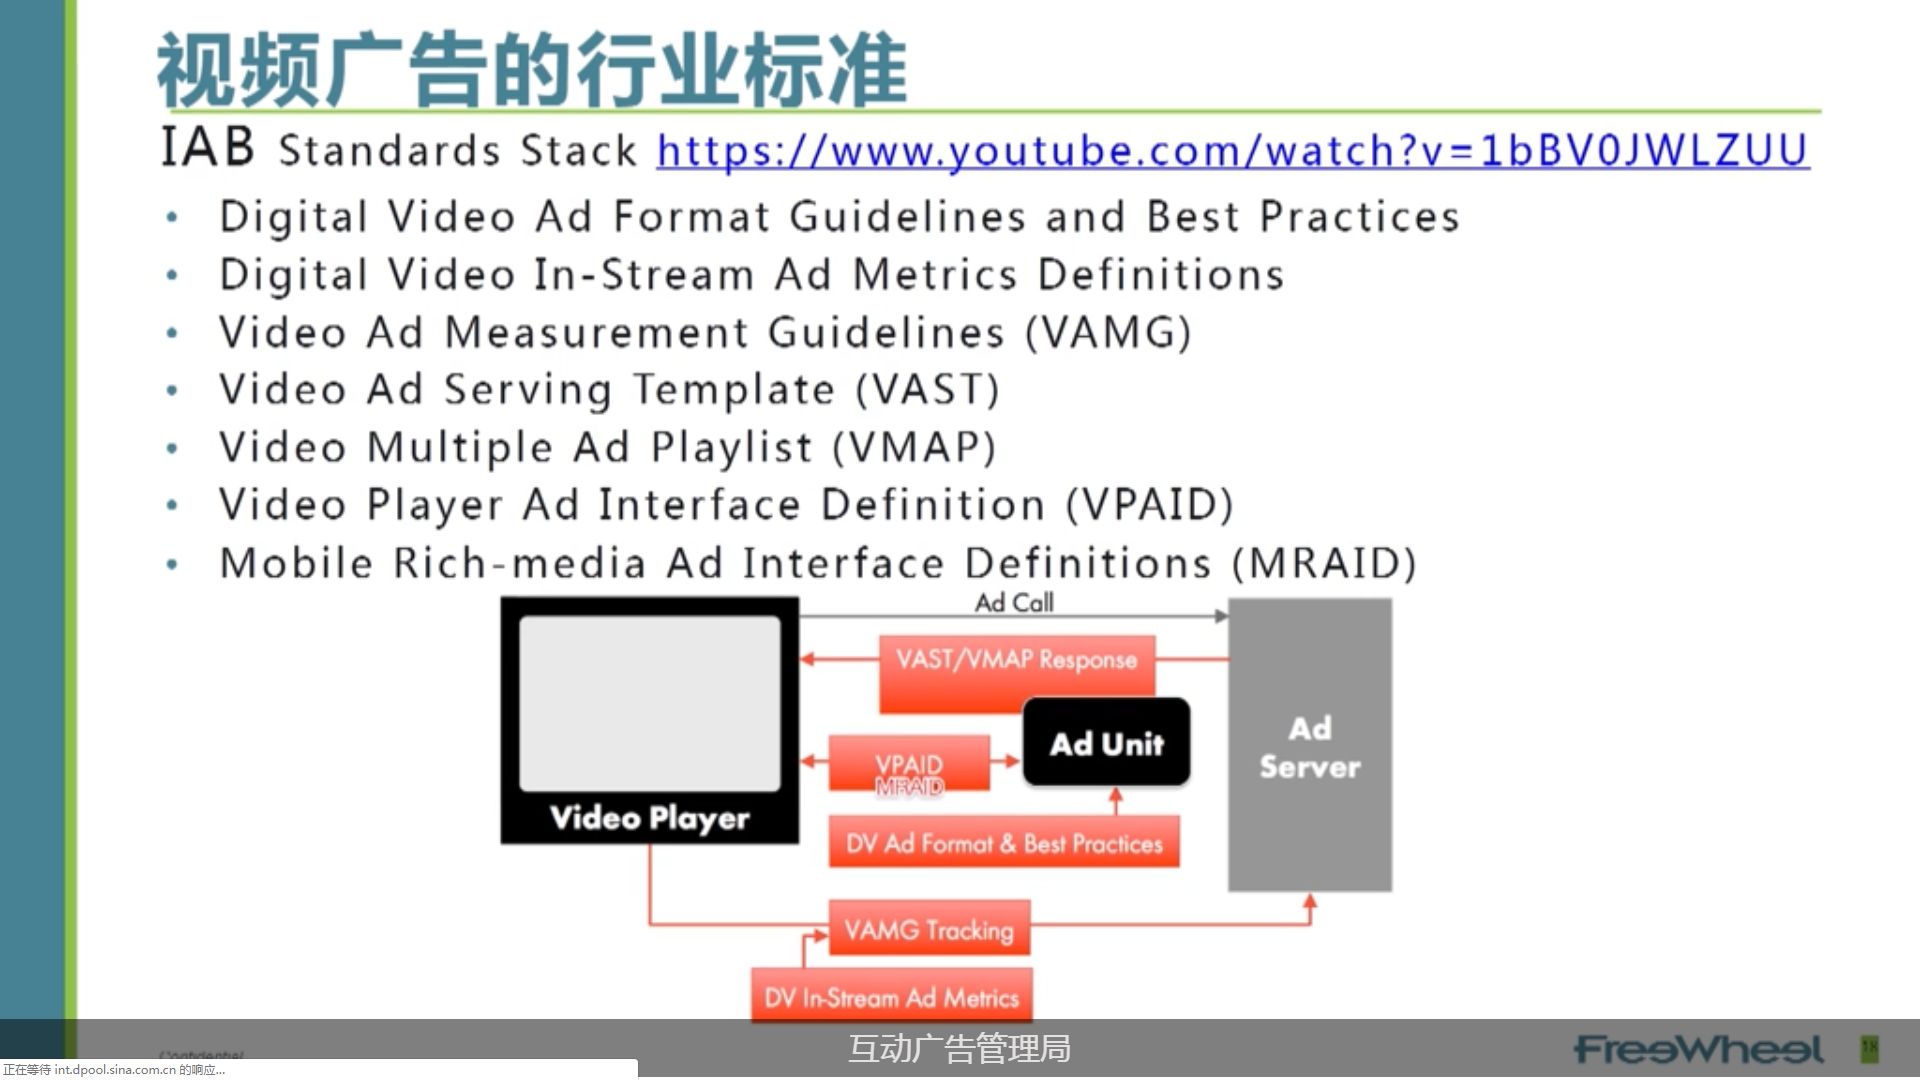 视频广告的行业标准
IAB Standards Stack https://www.youtube.com/watch?v=1bBV0JWLZUU
• Digital Video Ad Format Guidelines and Best Practices
• Digital Video In-Stream Ad Metrics Definitions
• Video Ad Measurement Guidelines (VAMG)
• Video Ad Serving Template (VAST)
• Video Multiple Ad Playlist (VMAP)
• Video Player Ad Interface Definition (VPAID)
• Mobile Rich-media Ad Interface Definitions (MRAID)
Ad Call
VAST/VMAP Response
Ad Unit
Ad
Server
VPAID
MRAID
Video Player
DV Ad Format & Best Practices
VAMG Tracking
DV In-Stream Ad Metrics
互动广告管理局
FreeWheel
18
Confidential
正在等待 int.dpool.sina.com.cn 的响应...